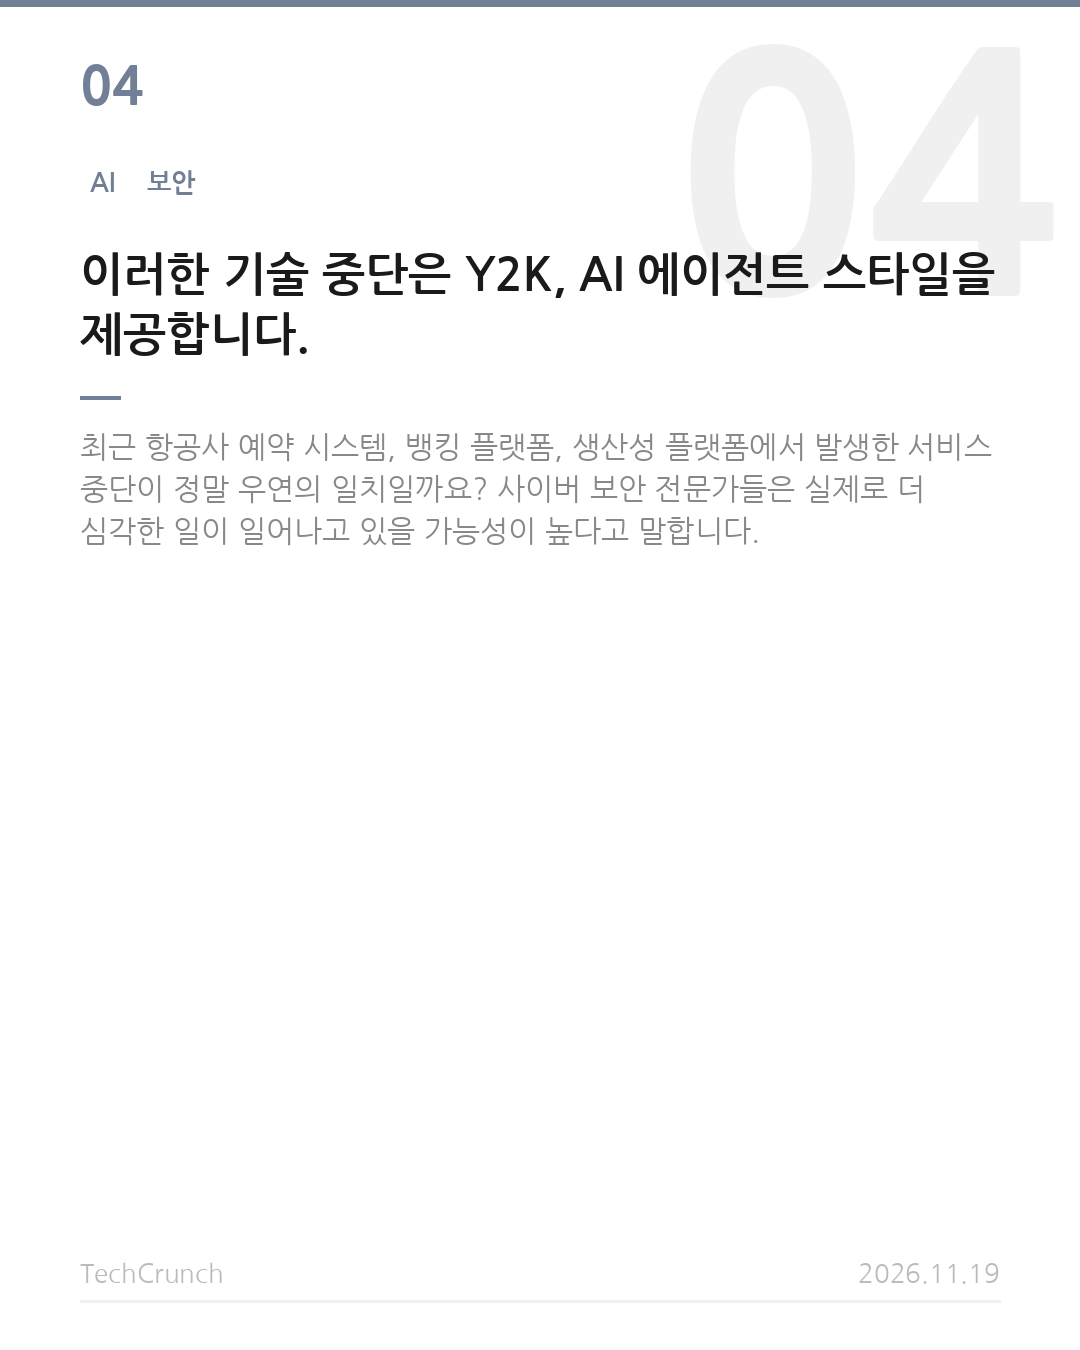 04
04
AI 보안
이러한 기술 중단은 Y2K, AI 에이전트 스타일을
제공합니다.
최근 항공사 예약 시스템, 뱅킹 플랫폼, 생산성 플랫폼에서 발생한 서비스
중단이 정말 우연의 일치일까요? 사이버 보안 전문가들은 실제로 더
심각한 일이 일어나고 있을 가능성이 높다고 말합니다.
TechCrunch 2026.11.19